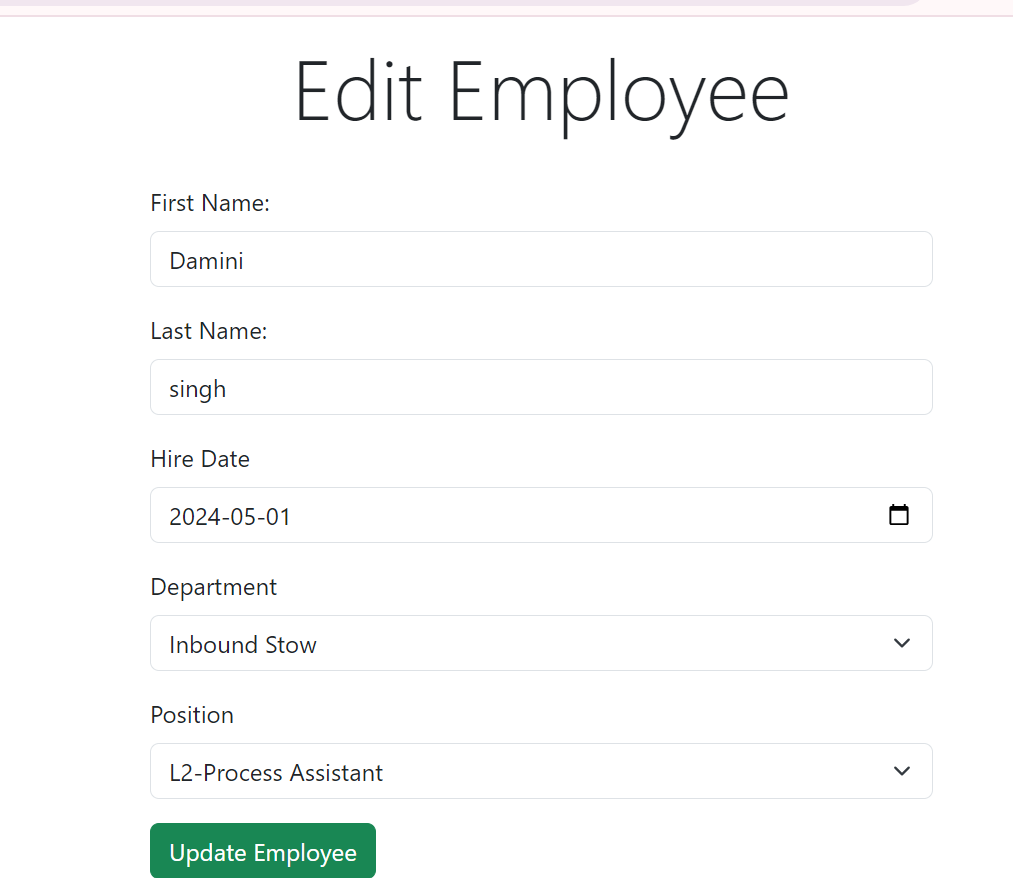 Edit Employee
First Name:
Damini
Last Name:
singh
Hire Date
2024-05-01
Department
Inbound Stow
Position
L2-Process Assistant
Update Employee